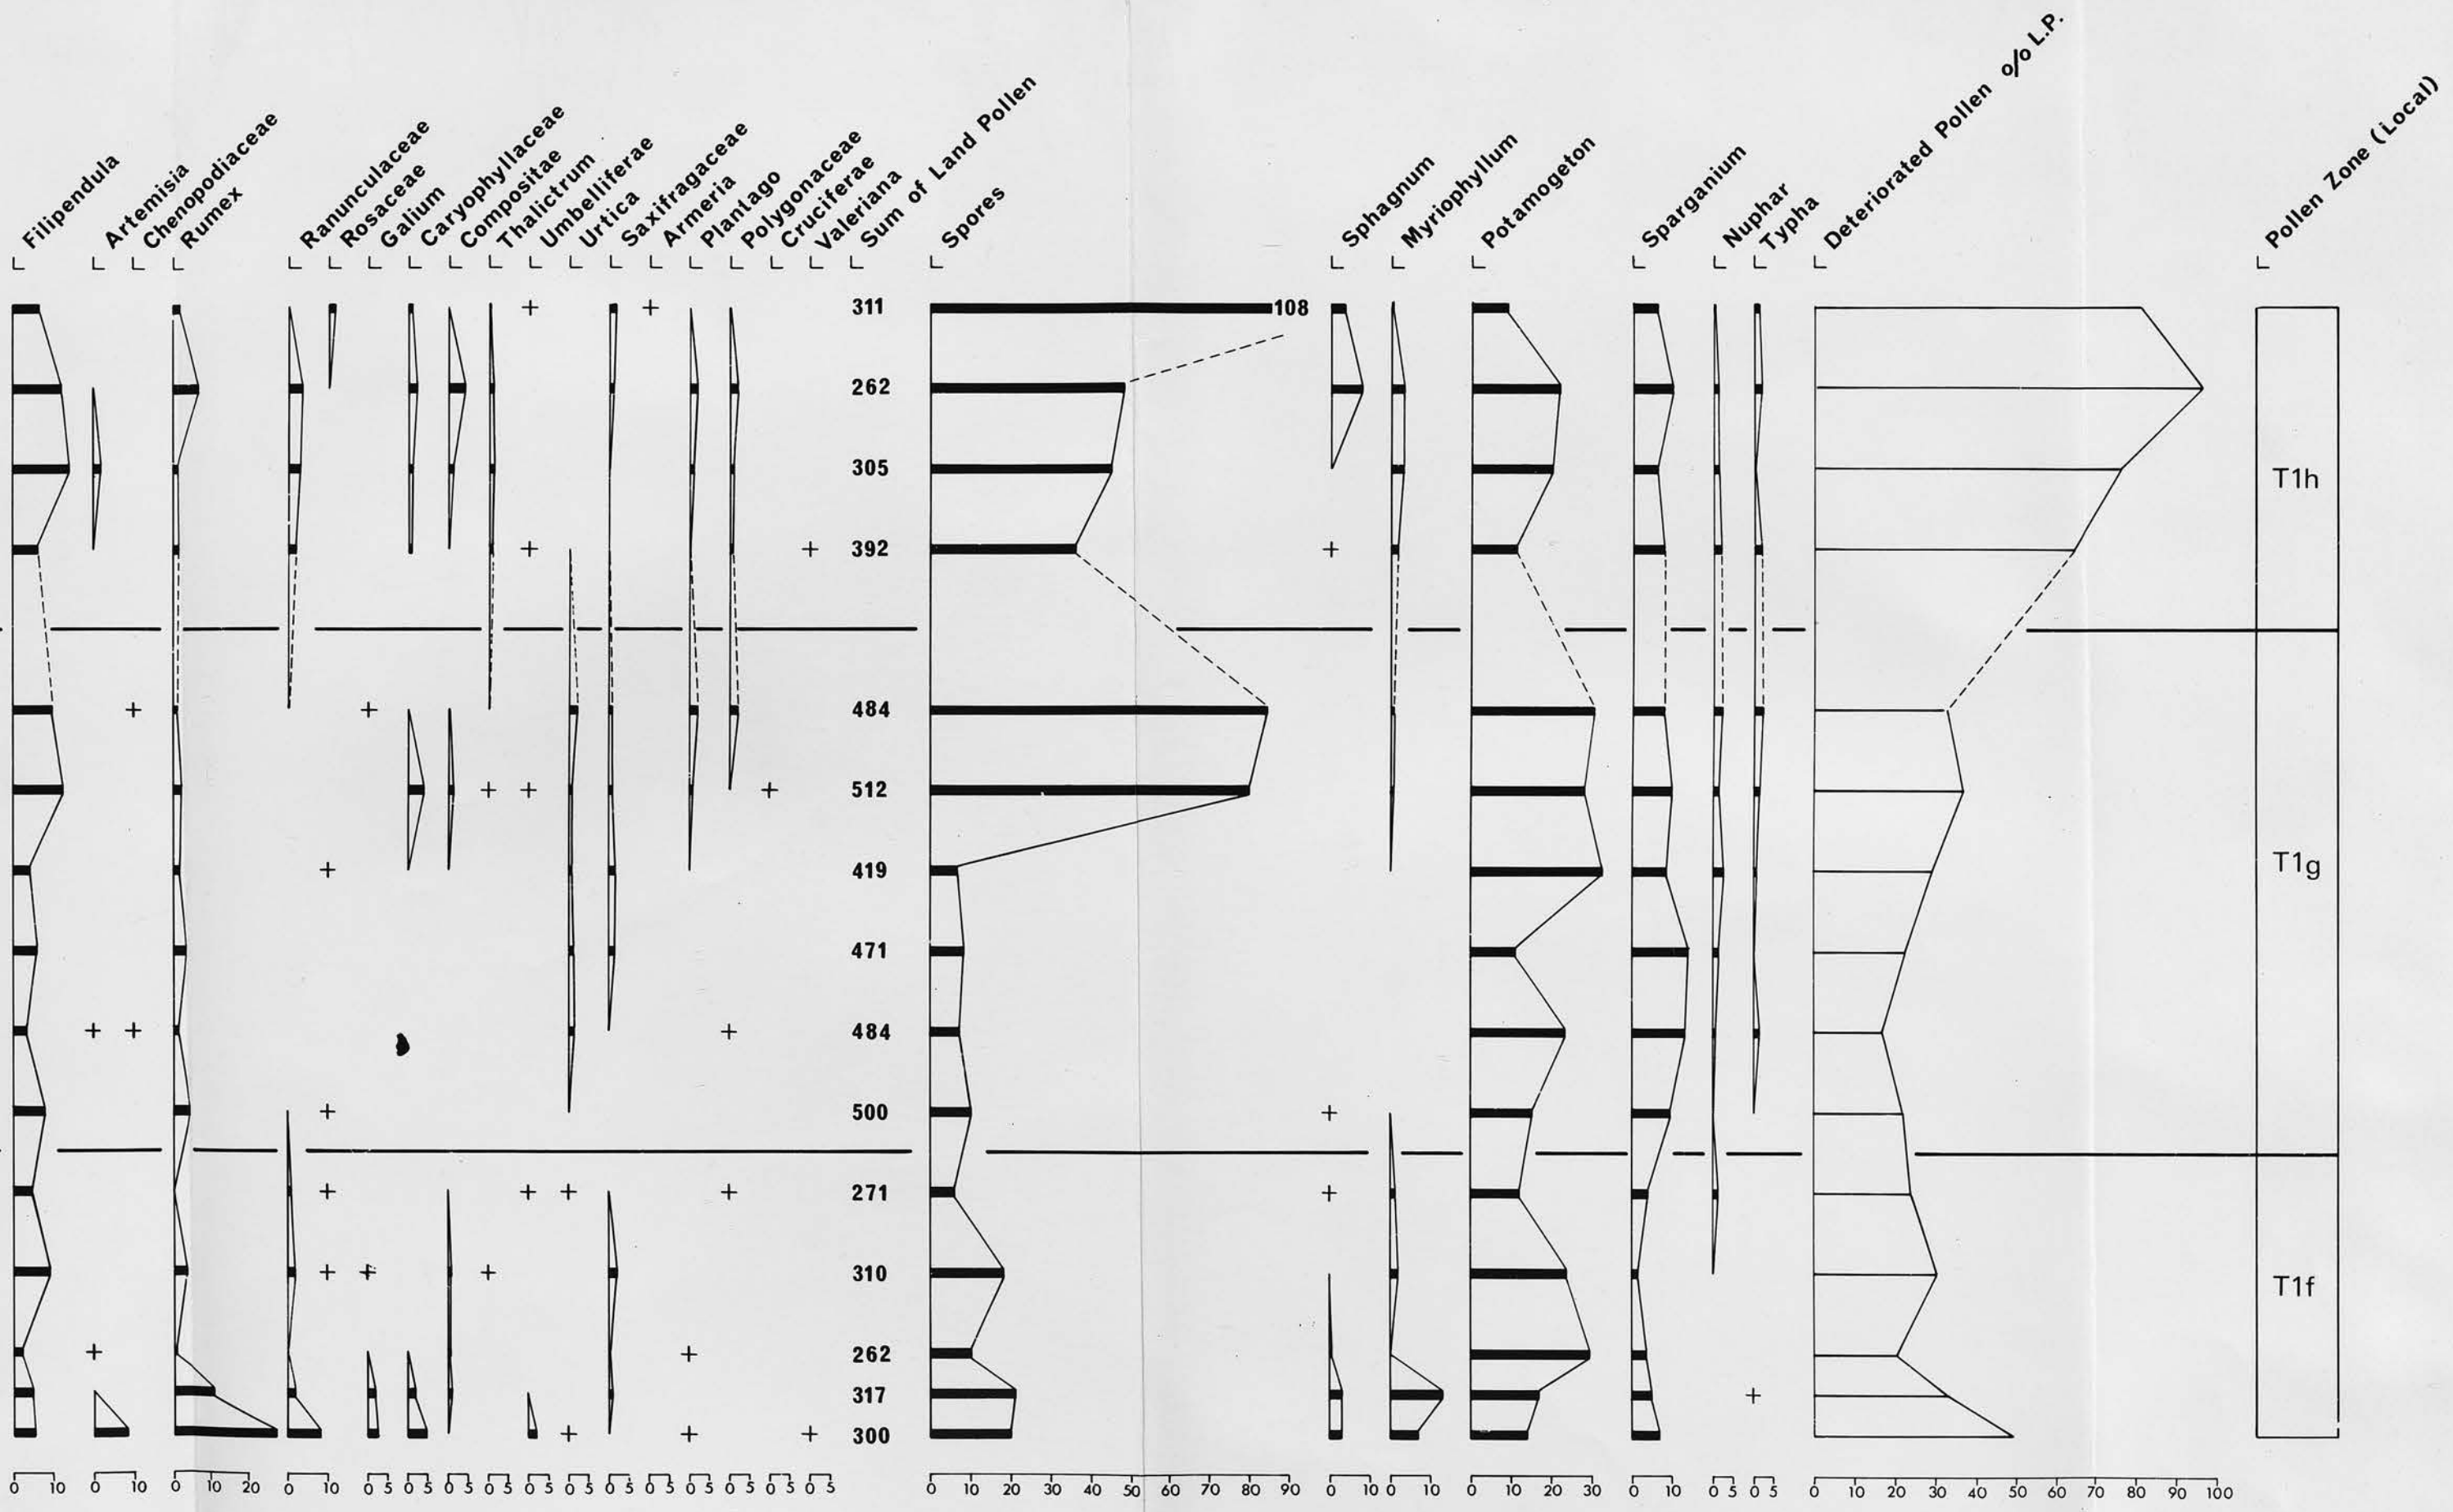 Filipendula
Artemisia
Chenopodiaceae
Rumex
Ranunculaceae
Rosaceae
Galium
Caryophyllaceae
Compositae
Thalictrum
Umbelliferae
Urtica
Saxifragaceae
Armeria
Plantago
Polygonaceae
Cruciferae
Valeriana
Sum of Land Pollen
Spores
Sphagnum
Myriophyllum
Potamogeton
Sparganium
Nuphar
Typha
Deteriorated Pollen % L.P.
Pollen Zone (Local)
+ + 311 108
262
305 T1h
+ + 392 +
+ + 484
+ + + 512
+ 419 T1g
471
+ + + 484
+ 500 +
+ + + + 271 +
+ + + 310 T1f
+ + 262
317 +
+ + + 300
0 10 0 10 0 10 20 0 10 0 5 0 5 0 5 0 5 0 5 0 5 0 5 0 5 0 5 0 5 0 5 0 5 0 10 20 30 40 50 60 70 80 90 0 0 10 0 10 20 30 0 10 0 5 0 5 0 10 20 30 40 50 60 70 80 90 100